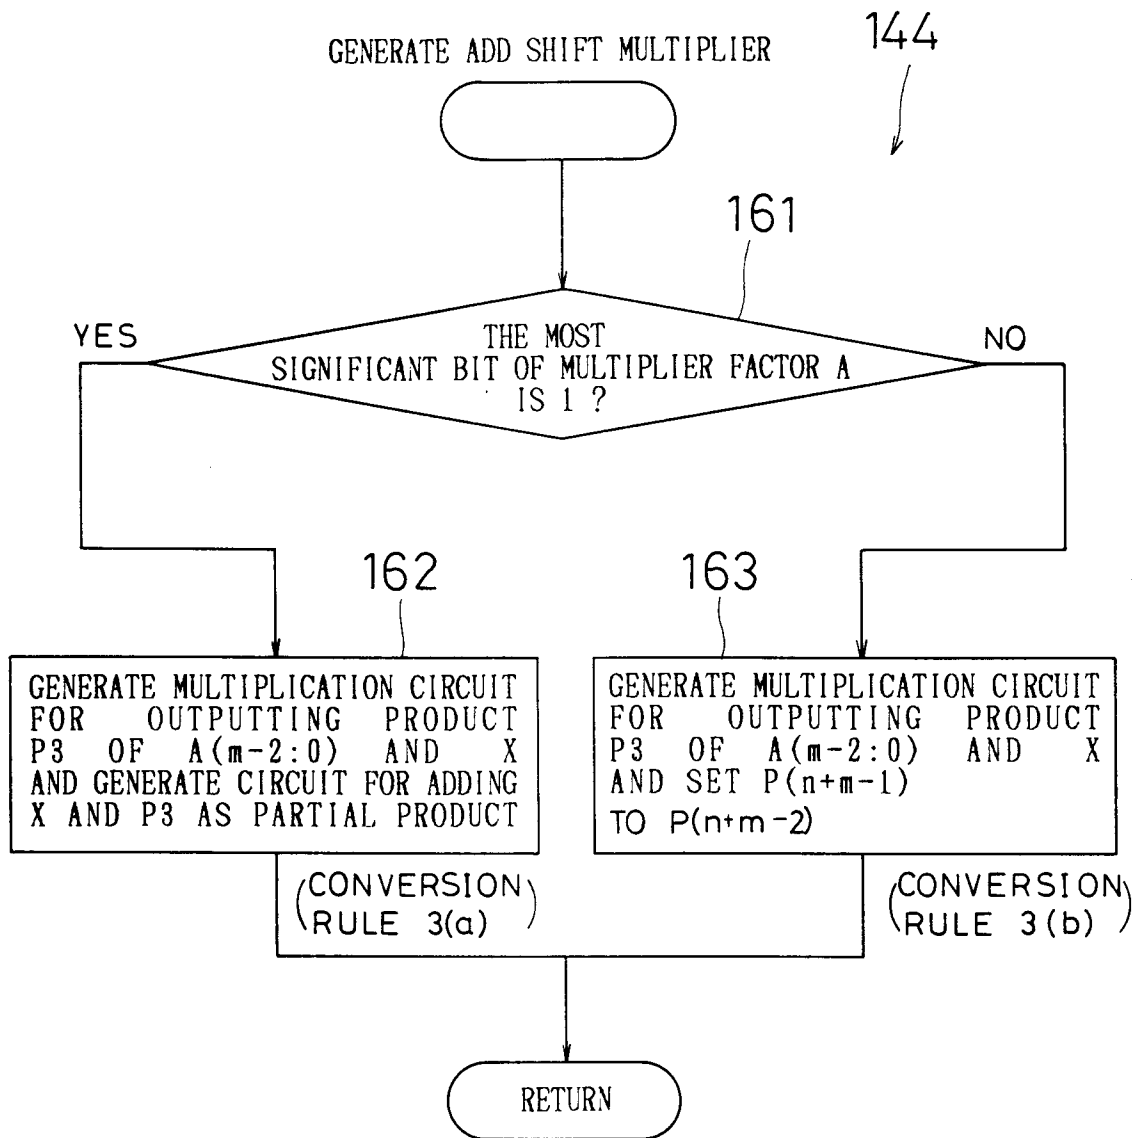 GENERATE ADD SHIFT MULTIPLIER
144
161
YES
THE MOST
SIGNIFICANT BIT OF MULTIPLIER FACTOR A
IS 1 ?
NO
162
GENERATE MULTIPLICATION CIRCUIT
FOR OUTPUTTING PRODUCT
P3 OF A(m-2:0) AND X
AND GENERATE CIRCUIT FOR ADDING
X AND P3 AS PARTIAL PRODUCT
(CONVERSION
RULE 3(a))
163
GENERATE MULTIPLICATION CIRCUIT
FOR OUTPUTTING PRODUCT
P3 OF A(m-2:0) AND X
AND SET P(n+m-1)
TO P(n+m-2)
(CONVERSION
RULE 3(b))
RETURN